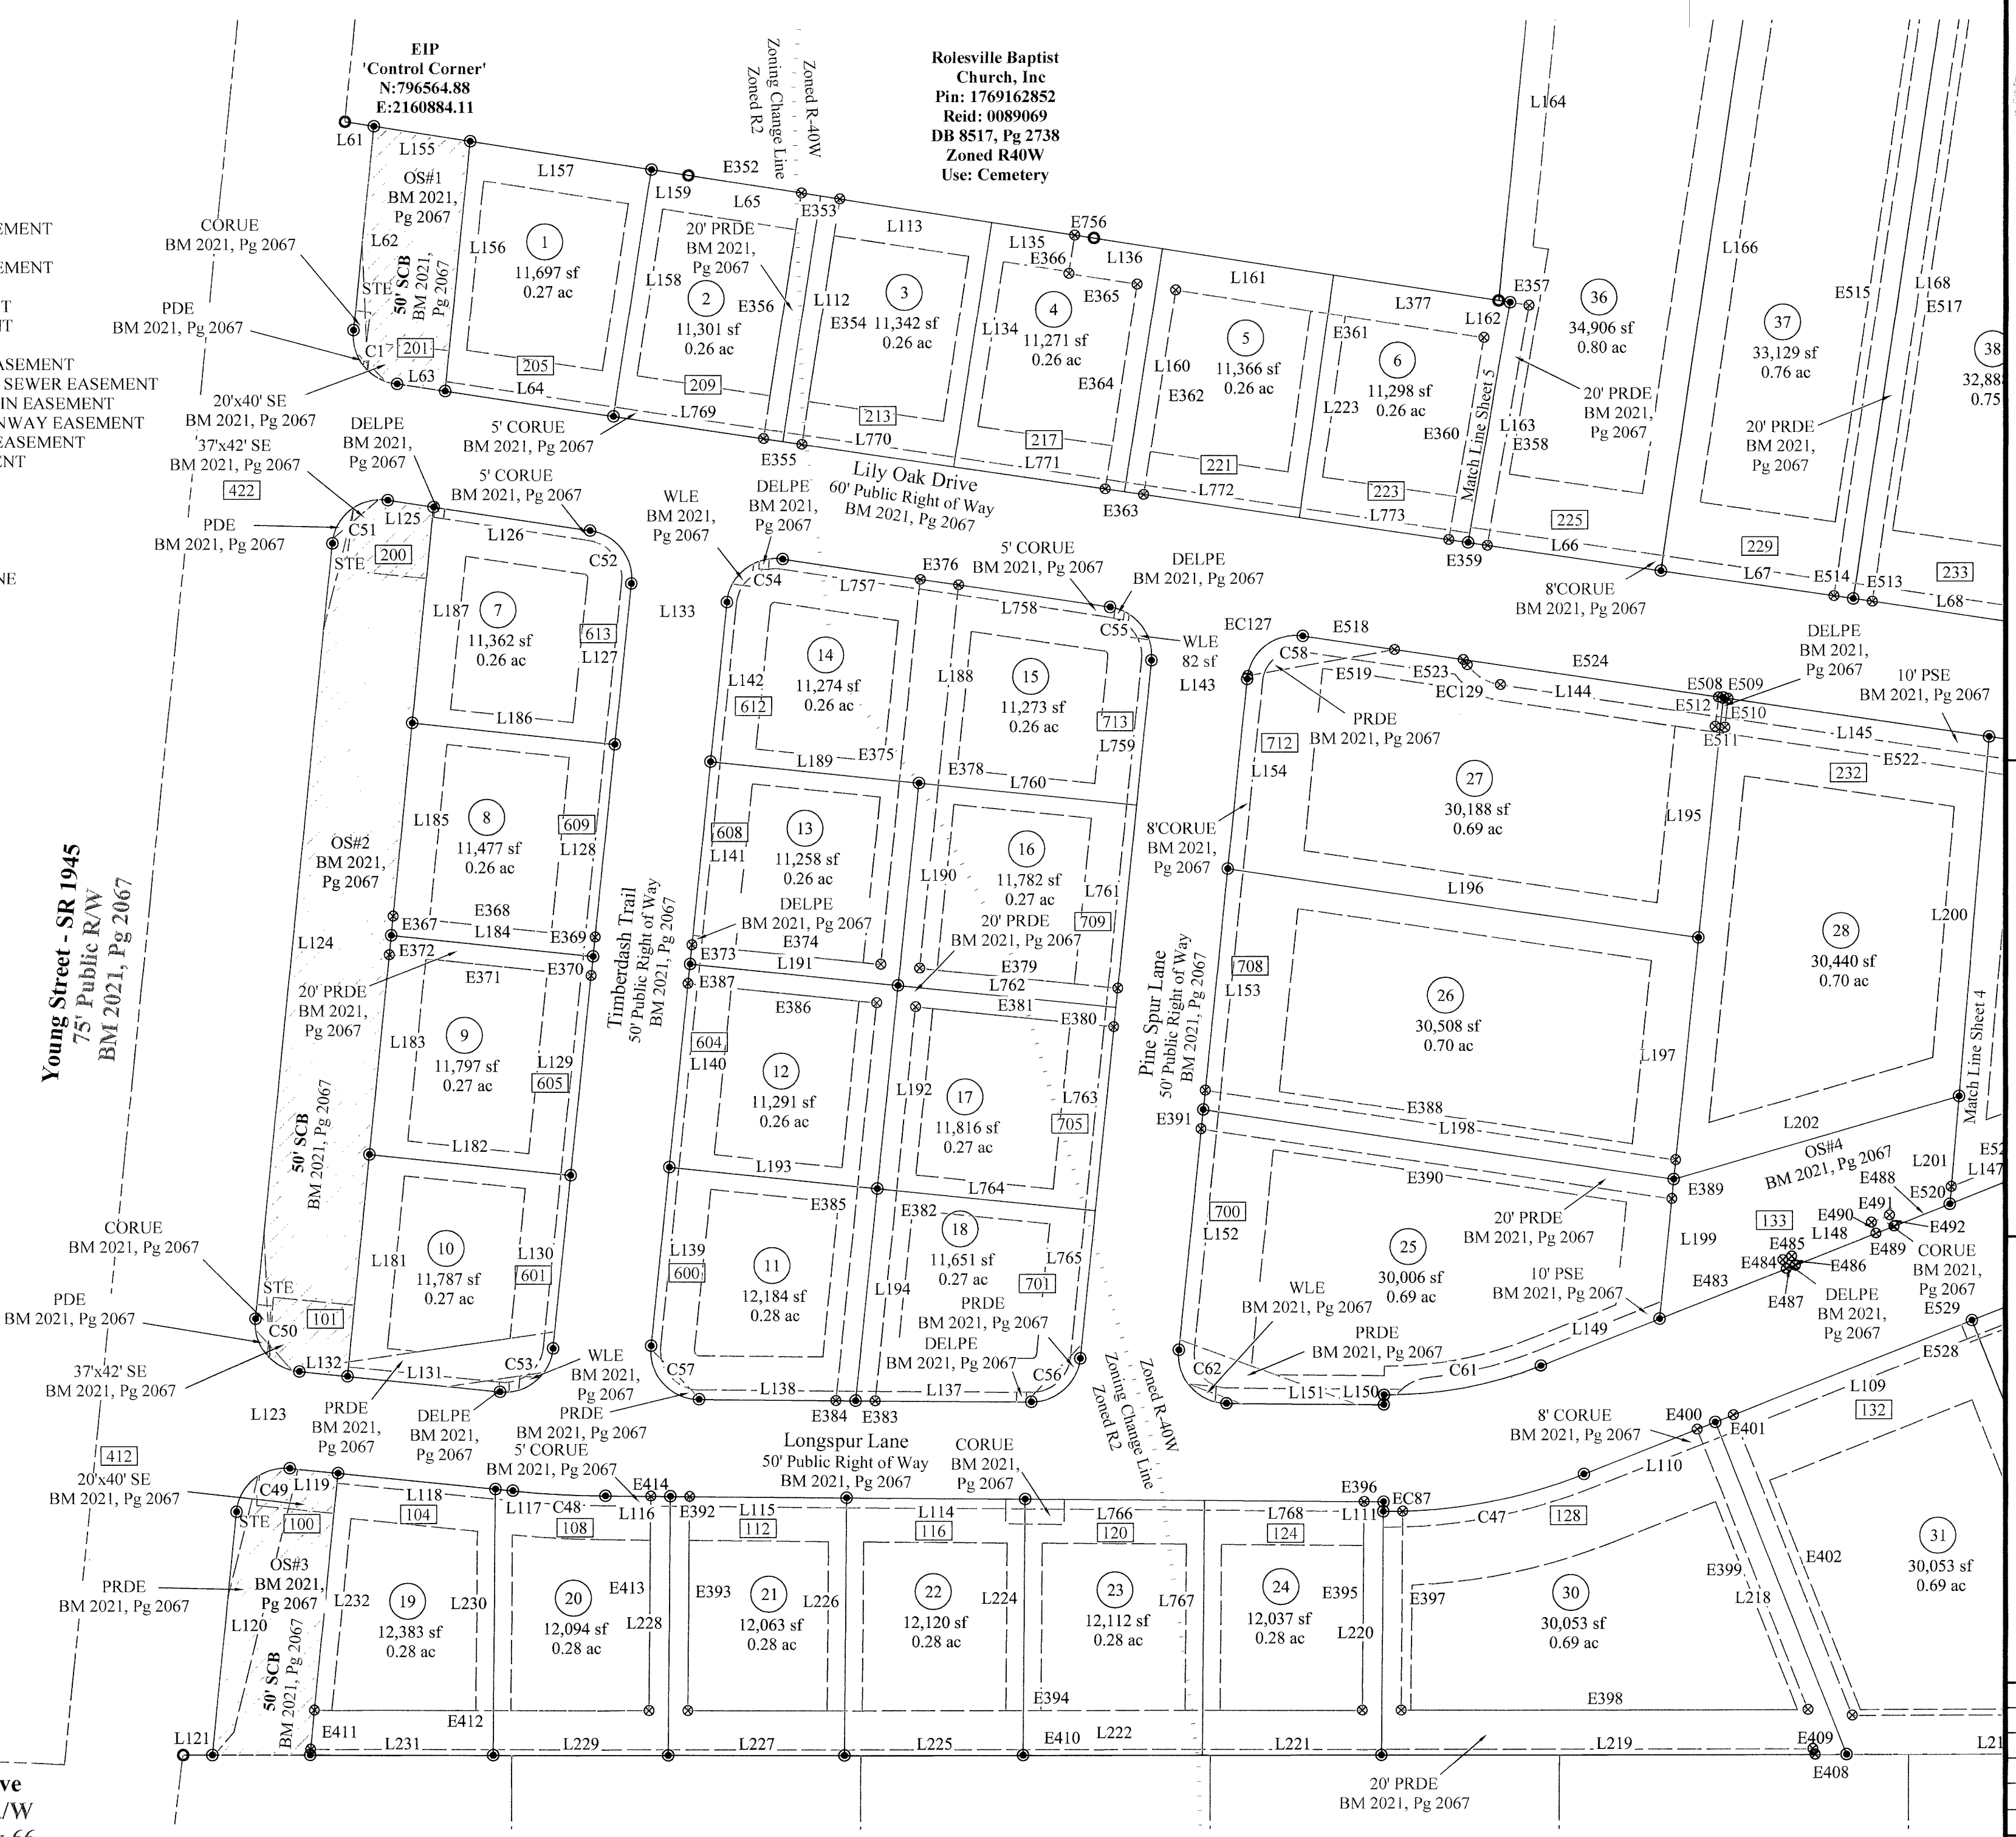 EIP
'Control Corner'
N:796564.88
E:2160884.11
Rolesville Baptist
Church, Inc
Pin: 1769162852
Reid: 0089069
DB 8517, Pg 2738
Zoned R40W
Use: Cemetery
Zoning Change Line
Zoned R2
Zoned R-40W
L61
L155
L157
L159
E352
L65
E353
L113
L135
E756
E366
L136
L161
L377
L162
E357
L164
L166
L168
E515
E517
OS#1
BM 2021,
Pg 2067
CORUE
BM 2021, Pg 2067
PDE
BM 2021, Pg 2067
L62
STE
50' SCB
BM 2021,
Pg 2067
C1
201
L63
L156
1
11,697 sf
0.27 ac
205
L64
L158
2
11,301 sf
0.26 ac
209
L769
20' PRDE
BM 2021,
Pg 2067
E356
L112
E354
3
11,342 sf
0.26 ac
213
L770
L134
4
11,271 sf
0.26 ac
E365
E364
217
L771
L160
E362
5
11,366 sf
0.26 ac
221
L772
E361
L223
6
11,298 sf
0.26 ac
E360
223
L773
Match Line Sheet 5
L163
E358
36
34,906 sf
0.80 ac
20' PRDE
BM 2021,
Pg 2067
225
L66
37
33,129 sf
0.76 ac
229
L67
20' PRDE
BM 2021,
Pg 2067
38
233
L68
EMENT
EMENT
T
NT
ASEMENT
SEWER EASEMENT
IN EASEMENT
NWAY EASEMENT
EASEMENT
ENT
NE
20'x40' SE
BM 2021, Pg 2067
37'x42' SE
BM 2021, Pg 2067
422
DELPE
BM 2021,
Pg 2067
5' CORUE
BM 2021, Pg 2067
E355
E363
E359
E514
E513
Lily Oak Drive
60' Public Right of Way
BM 2021, Pg 2067
5' CORUE
BM 2021, Pg 2067
PDE
BM 2021, Pg 2067
C51
L125
200
STE
L126
C52
WLE
BM 2021,
Pg 2067
DELPE
BM 2021,
Pg 2067
C54
L757
E376
L758
5' CORUE
BM 2021, Pg 2067
DELPE
BM 2021, Pg 2067
C55
WLE
82 sf
8'CORUE
BM 2021, Pg 2067
EC127
E518
C58
E519
E523
EC129
E524
L144
E508
E509
E512
E510
E511
DELPE
BM 2021,
Pg 2067
10' PSE
BM 2021, Pg 2067
L145
E522
232
L187
7
11,362 sf
0.26 ac
613
L127
L186
L133
L142
612
14
11,274 sf
0.26 ac
L189
E375
L188
15
11,273 sf
0.26 ac
713
L759
E378
L760
L143
PRDE
BM 2021, Pg 2067
712
L154
27
30,188 sf
0.69 ac
L195
8'CORUE
BM 2021,
Pg 2067
L196
OS#2
BM 2021,
Pg 2067
L185
8
11,477 sf
0.26 ac
609
L128
608
L141
13
11,258 sf
0.26 ac
DELPE
BM 2021, Pg 2067
L190
16
11,782 sf
0.27 ac
L761
709
20' PRDE
BM 2021, Pg 2067
28
30,440 sf
0.70 ac
L200
Young Street - SR 1945
75' Public R/W
BM 2021, Pg 2067
L124
E367
E368
L184
E369
E372
E371
E370
20' PRDE
BM 2021,
Pg 2067
Timberdash Trail
50' Public Right of Way
BM 2021, Pg 2067
E373
E374
L191
E387
E386
E379
L762
E381
E380
Pine Spur Lane
50' Public Right of Way
BM 2021, Pg 2067
708
L153
26
30,508 sf
0.70 ac
L197
Match Line Sheet 4
L183
9
11,797 sf
0.27 ac
L129
605
L182
604
L140
12
11,291 sf
0.26 ac
L193
L192
17
11,816 sf
0.27 ac
L763
705
L764
E391
E388
L198
E390
E389
L202
OS#4
BM 2021, Pg 2067
L201
L147
50' SCB
BM 2021, Pg 2067
CORUE
BM 2021, Pg 2067
PDE
BM 2021, Pg 2067
STE
C50
101
L181
10
11,787 sf
0.27 ac
L130
601
L139
600
11
12,184 sf
0.28 ac
E385
E382
L194
18
11,651 sf
0.27 ac
L765
701
PRDE
BM 2021, Pg 2067
DELPE
BM 2021, Pg 2067
700
L152
25
30,006 sf
0.69 ac
20' PRDE
BM 2021, Pg 2067
L199
133
E488
E491
E490
L148
E520
E492
E489
E485
E484
E486
E487
E483
CORUE
BM 2021,
Pg 2067
DELPE
BM 2021,
Pg 2067
E529
E528
10' PSE
BM 2021, Pg 2067
L149
WLE
BM 2021, Pg 2067
PRDE
BM 2021, Pg 2067
C62
C61
L151
L150
37'x42' SE
BM 2021, Pg 2067
L132
L131
C53
WLE
BM 2021,
Pg 2067
PRDE
BM 2021,
Pg 2067
DELPE
BM 2021,
Pg 2067
C57
L138
E384
E383
L137
C56
PRDE
BM 2021, Pg 2067
Zoning Change Line
Zoned R2
Zoned R-40W
L109
132
8' CORUE
BM 2021, Pg 2067
E400
E401
L110
L123
412
20'x40' SE
BM 2021, Pg 2067
5' CORUE
BM 2021, Pg 2067
Longspur Lane
50' Public Right of Way
BM 2021, Pg 2067
CORUE
BM 2021,
Pg 2067
C49
L119
STE
100
L118
104
L117
C48
108
E414
L116
E392
L115
112
L114
116
L766
120
L768
124
E396
L111
EC87
C47
128
OS#3
BM 2021,
Pg 2067
PRDE
BM 2021, Pg 2067
L120
50' SCB
BM 2021, Pg 2067
L232
19
12,383 sf
0.28 ac
L230
20
12,094 sf
0.28 ac
E413
L228
E393
21
12,063 sf
0.28 ac
L226
22
12,120 sf
0.28 ac
L224
23
12,112 sf
0.28 ac
L767
24
12,037 sf
0.28 ac
E395
L220
E397
30
30,053 sf
0.69 ac
E399
L218
E402
31
30,053 sf
0.69 ac
L121
E411
E412
L231
L229
L227
L225
E394
E410
L222
L221
E398
L219
E409
E408
20' PRDE
BM 2021, Pg 2067